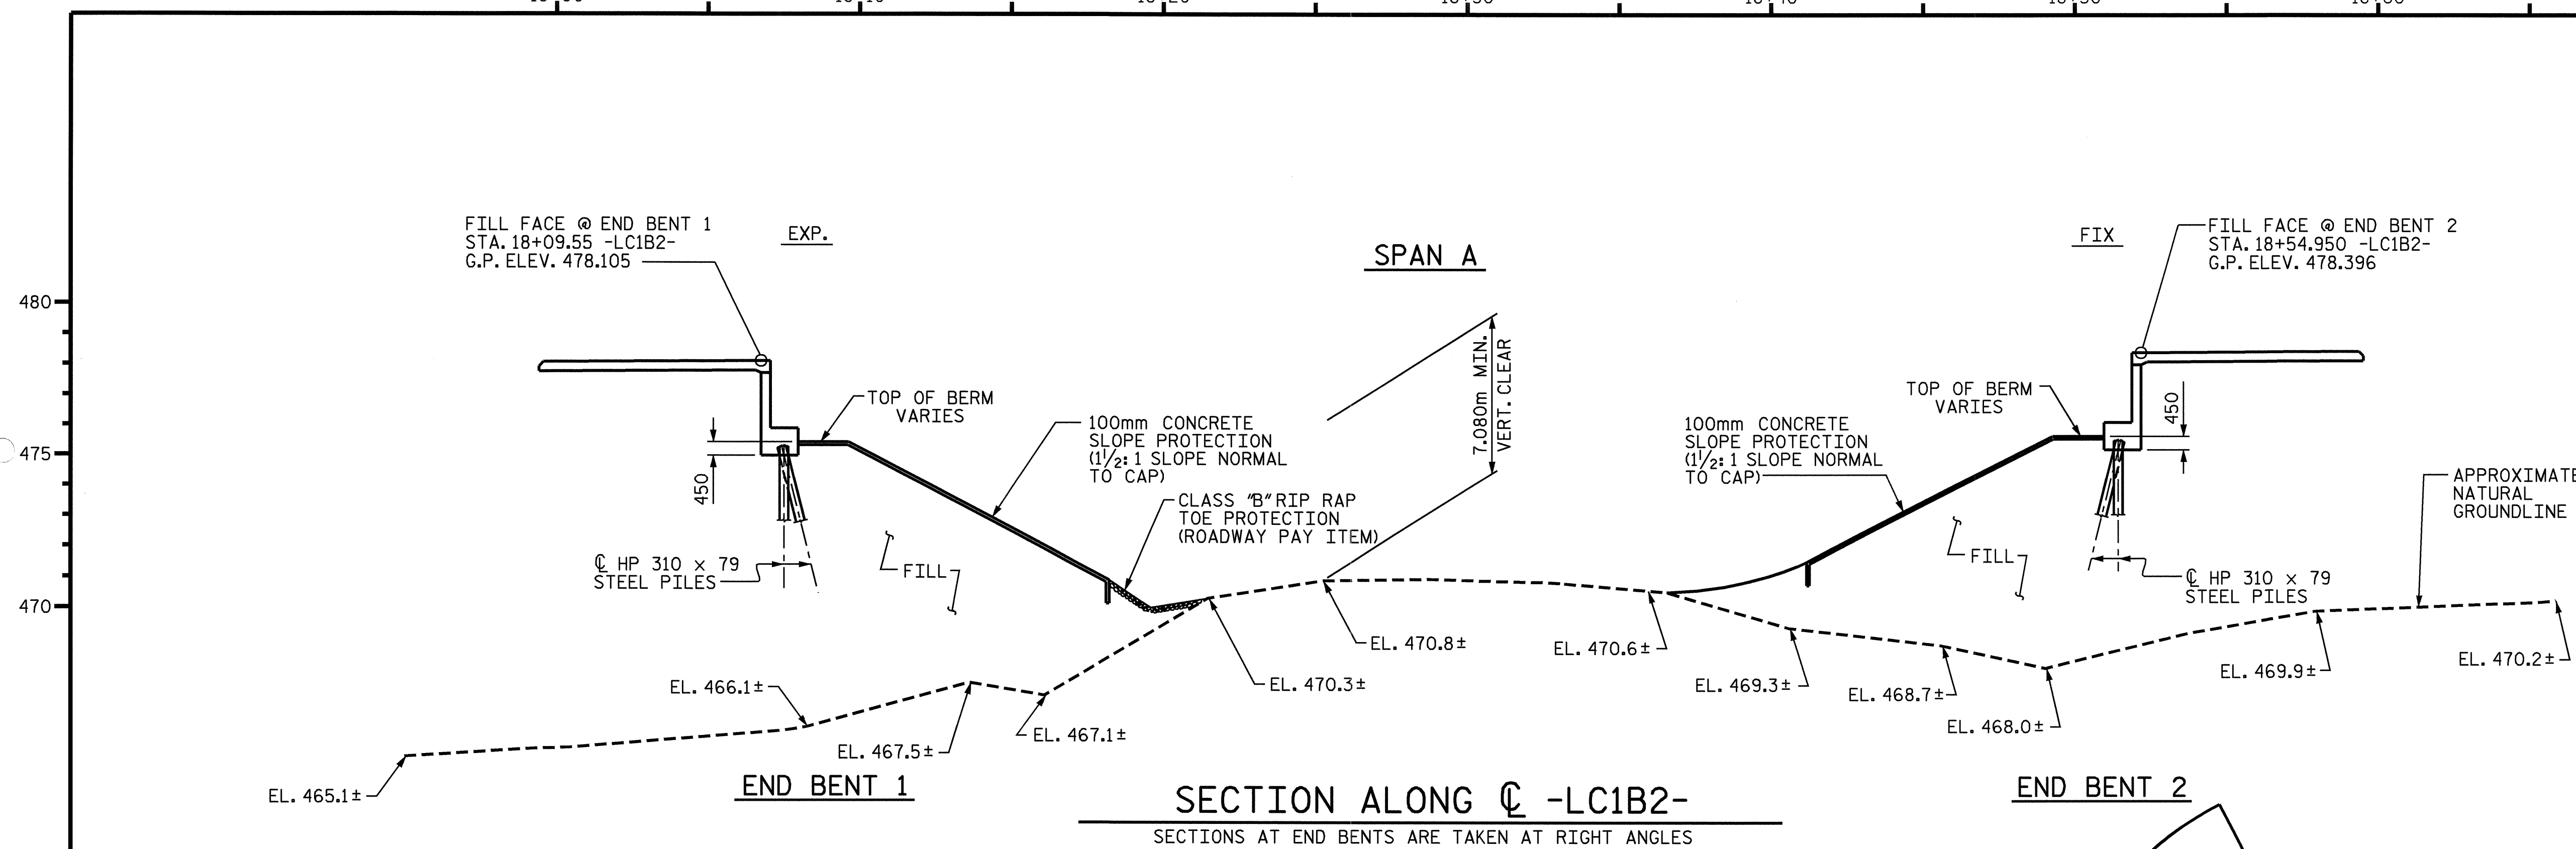 FILL FACE @ END BENT 1
STA. 18+09.55 -LC1B2-
G.P. ELEV. 478.105
EXP.
SPAN A
FIX
FILL FACE @ END BENT 2
STA. 18+54.950 -LC1B2-
G.P. ELEV. 478.396
480
475
470
TOP OF BERM
VARIES
450
100mm CONCRETE
SLOPE PROTECTION
(1 1/2: 1 SLOPE NORMAL
TO CAP)
CLASS "B" RIP RAP
TOE PROTECTION
(ROADWAY PAY ITEM)
7.080m MIN.
VERT. CLEAR
100mm CONCRETE
SLOPE PROTECTION
(1 1/2: 1 SLOPE NORMAL
TO CAP)
TOP OF BERM
VARIES
450
APPROXIMATE
NATURAL
GROUNDLINE
℄ HP 310 x 79
STEEL PILES
FILL
FILL
℄ HP 310 x 79
STEEL PILES
EL. 465.1±
EL. 466.1±
EL. 467.5±
EL. 467.1±
EL. 470.3±
EL. 470.8±
EL. 470.6±
EL. 469.3±
EL. 468.7±
EL. 468.0±
EL. 469.9±
EL. 470.2±
END BENT 1
SECTION ALONG ℄ -LC1B2-
SECTIONS AT END BENTS ARE TAKEN AT RIGHT ANGLES
END BENT 2